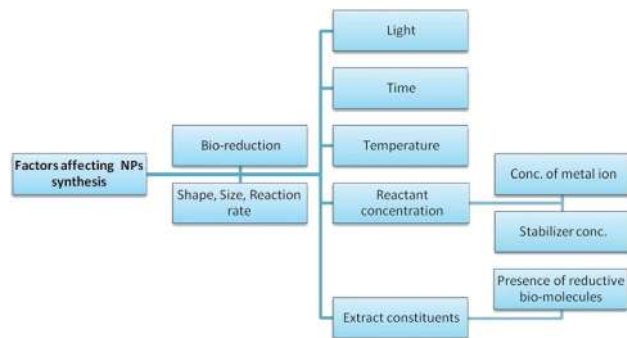 Factors affecting NPs
synthesis
Bio-reduction
Shape, Size, Reaction
rate
Light
Time
Temperature
Reactant
concentration
Extract constituents
Conc. of metal ion
Stabilizer conc.
Presence of reductive
bio-molecules